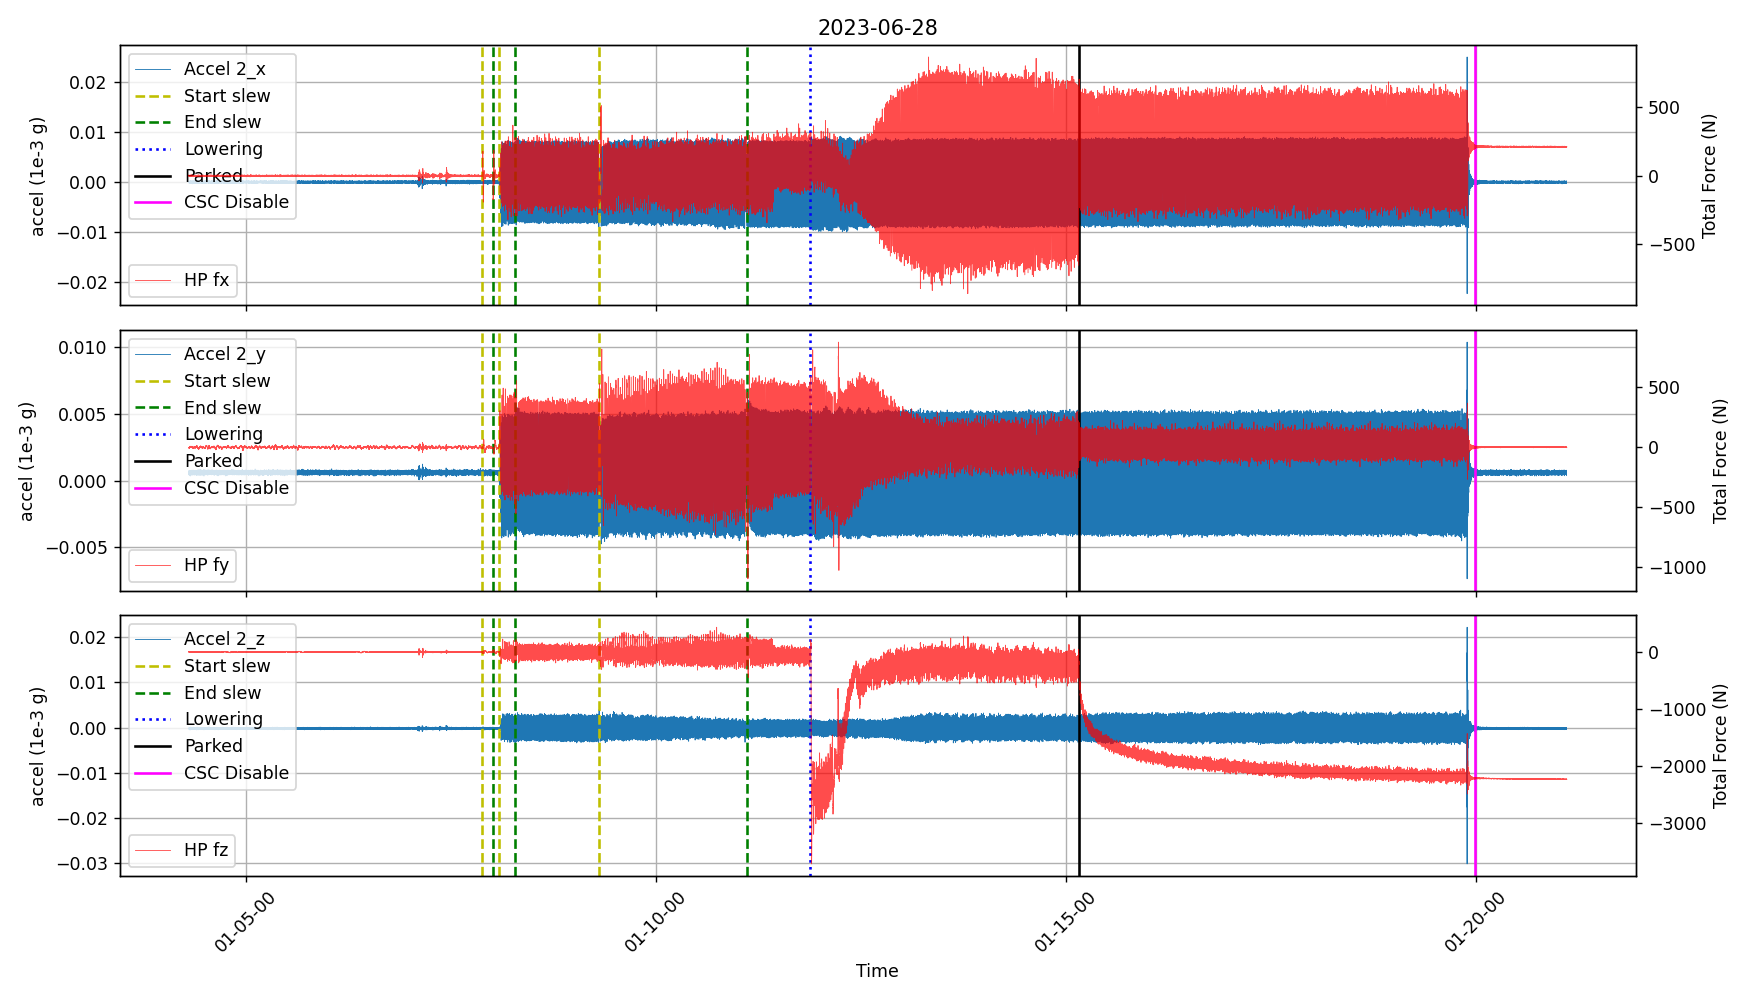 2023-06-28
accel (1e-3 g)
0.02
0.01
0.00
−0.01
−0.02
Accel 2_x
Start slew
End slew
Lowering
Parked
CSC Disable
HP fx
500
0
−500
Total Force (N)
accel (1e-3 g)
0.010
0.005
0.000
−0.005
Accel 2_y
Start slew
End slew
Lowering
Parked
CSC Disable
HP fy
500
0
−500
−1000
Total Force (N)
accel (1e-3 g)
0.02
0.01
0.00
−0.01
−0.02
−0.03
Accel 2_z
Start slew
End slew
Lowering
Parked
CSC Disable
HP fz
0
−1000
−2000
−3000
Total Force (N)
01-05-00
01-10-00
01-15-00
01-20-00
Time